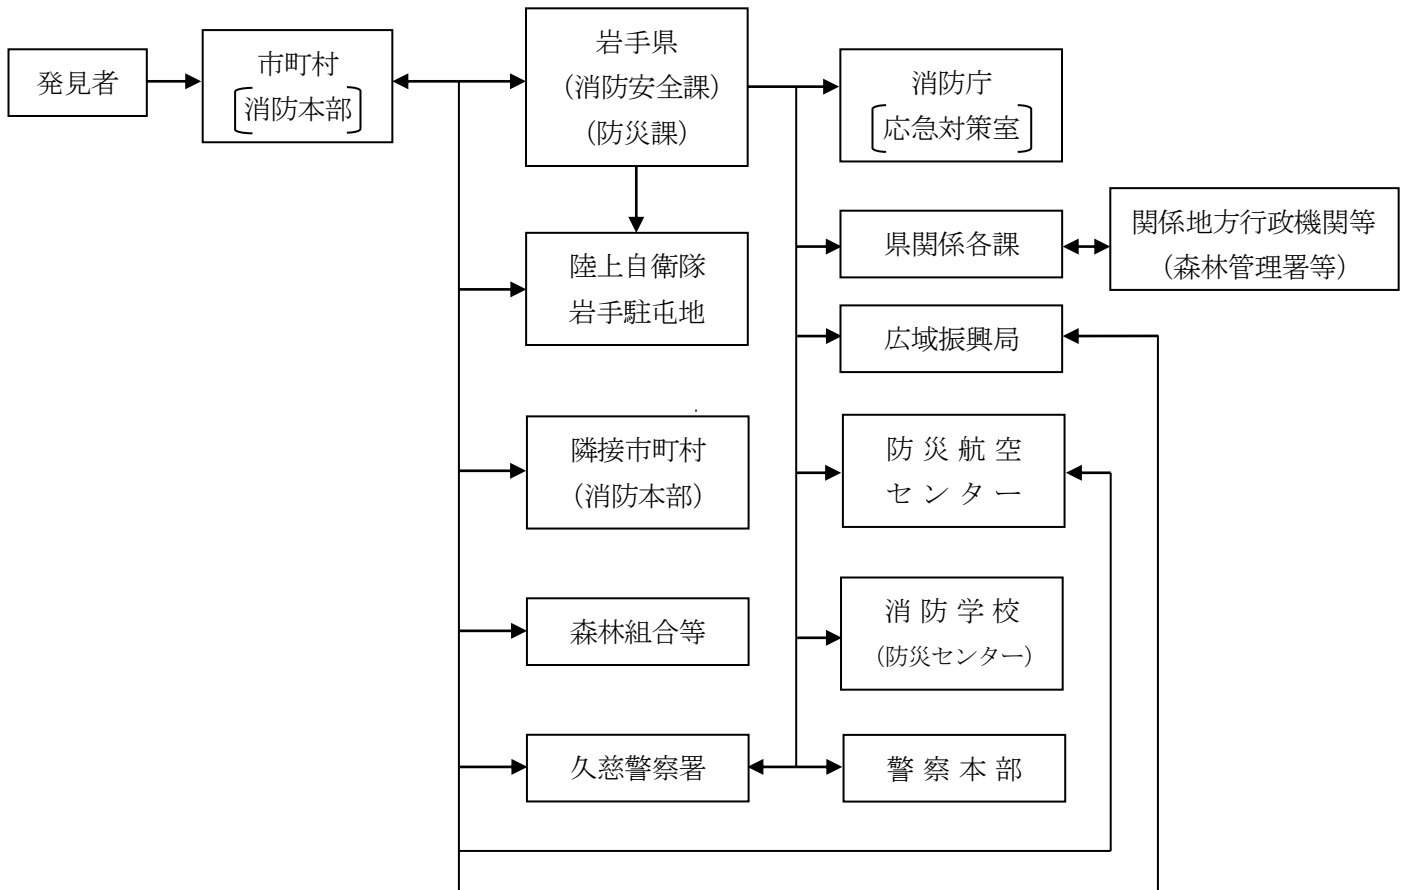 発見者
市町村
消防本部
岩手県
（消防安全課）
（防災課）
消防庁
応急対策室
陸上自衛隊
岩手駐屯地
県関係各課
関係地方行政機関等
（森林管理署等）
広域振興局
隣接市町村
（消防本部）
防災航空
センター
森林組合等
消防学校
（防災センター）
久慈警察署
警察本部